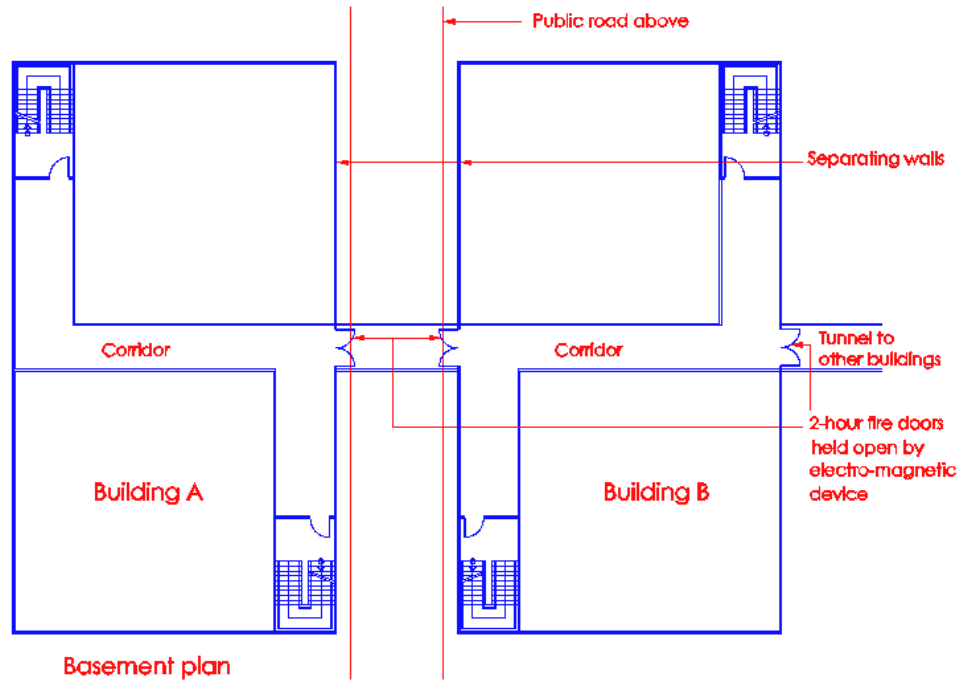 Public road above
Separating walls
Corridor
Corridor
Tunnel to
other buildings
2-hour fire doors
held open by
electro-magnetic
device
Building A
Building B
Basement plan